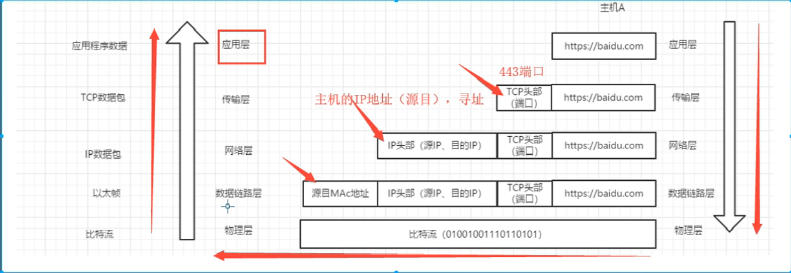 主机A
应用程序数据
应用层
https://baidu.com
应用层
443端口
TCP数据包
传输层
主机的IP地址（源目），寻址
TCP头部
（端口）
https://baidu.com
传输层
IP数据包
网络层
IP头部（源IP、目的IP）
TCP头部
（端口）
https://baidu.com
网络层
以太帧
数据链路层
源目MAc地址
IP头部（源IP、目的IP）
TCP头部
（端口）
https://baidu.com
数据链路层
比特流
物理层
比特流（01001001110110101）
物理层